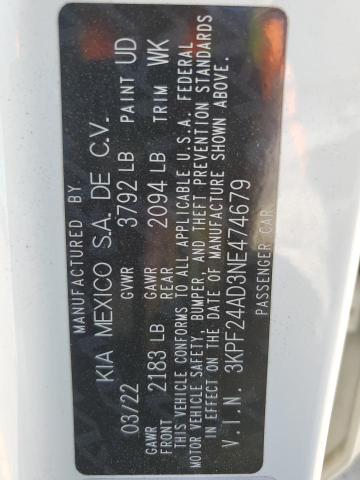 MANUFACTURED BY
KIA MEXICO S.A. DE C.V.
03/22 GVWR 3792 LB PAINT UD
GAWR FRONT 2183 LB GAWR REAR 2094 LB TRIM WK
THIS VEHICLE CONFORMS TO ALL APPLICABLE U.S.A. FEDERAL
MOTOR VEHICLE SAFETY, BUMPER, AND THEFT PREVENTION STANDARDS
IN EFFECT ON THE DATE OF MANUFACTURE SHOWN ABOVE.
V.I.N. 3KPF24AD3NE474679
PASSENGER CAR